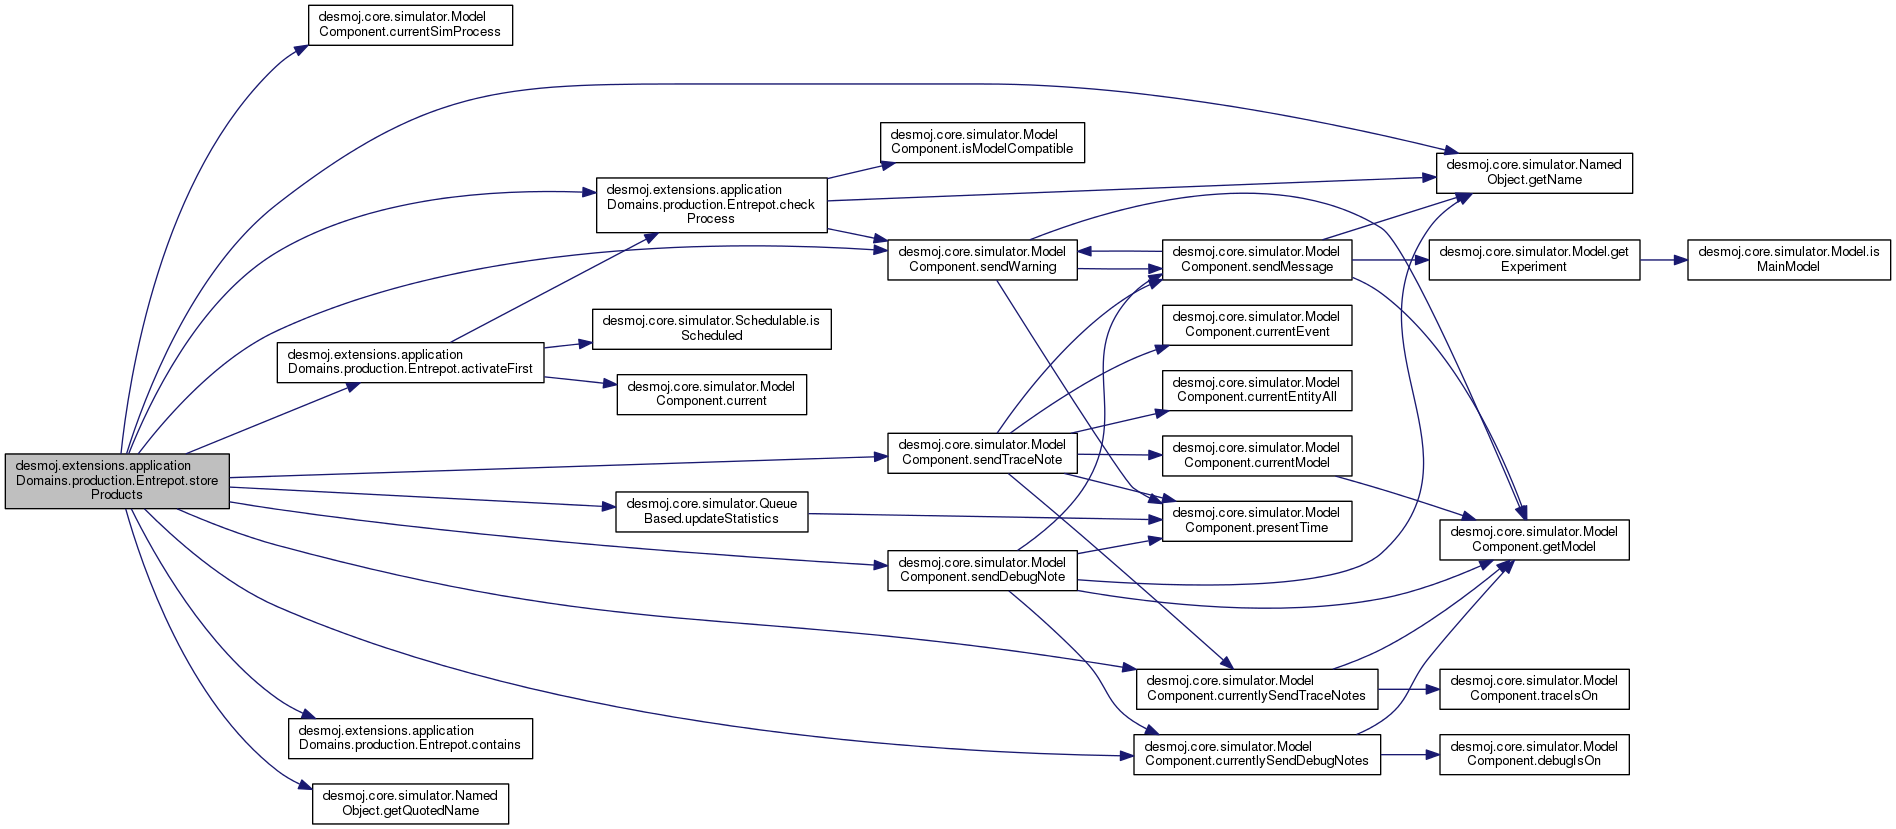 desmoj.core.simulator.Model
Component.currentSimProcess
desmoj.core.simulator.Model
Component.isModelCompatible
desmoj.core.simulator.Named
Object.getName
desmoj.extensions.application
Domains.production.Entrepot.check
Process
desmoj.core.simulator.Model
Component.sendWarning
desmoj.core.simulator.Model
Component.sendMessage
desmoj.core.simulator.Model.get
Experiment
desmoj.core.simulator.Model.is
MainModel
desmoj.core.simulator.Schedulable.is
Scheduled
desmoj.core.simulator.Model
Component.currentEvent
desmoj.extensions.application
Domains.production.Entrepot.activateFirst
desmoj.core.simulator.Model
Component.current
desmoj.core.simulator.Model
Component.currentEntityAll
desmoj.extensions.application
Domains.production.Entrepot.store
Products
desmoj.core.simulator.Model
Component.sendTraceNote
desmoj.core.simulator.Model
Component.currentModel
desmoj.core.simulator.Queue
Based.updateStatistics
desmoj.core.simulator.Model
Component.presentTime
desmoj.core.simulator.Model
Component.getModel
desmoj.core.simulator.Model
Component.sendDebugNote
desmoj.core.simulator.Model
Component.currentlySendTraceNotes
desmoj.core.simulator.Model
Component.traceIsOn
desmoj.extensions.application
Domains.production.Entrepot.contains
desmoj.core.simulator.Model
Component.currentlySendDebugNotes
desmoj.core.simulator.Model
Component.debugIsOn
desmoj.core.simulator.Named
Object.getQuotedName